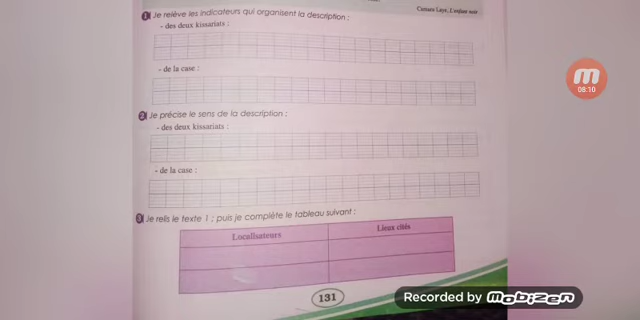 Camara Laye, L'enfant noir
1 Je relève les indicateurs qui organisent la description :
- des deux kissariats :
- de la case :
2 Je précise le sens de la description :
- des deux kissariats :
- de la case :
3 Je relis le texte 1 ; puis je complète le tableau suivant :
Localisateurs Lieux cités
131
M
08:10
Recorded by mobizen